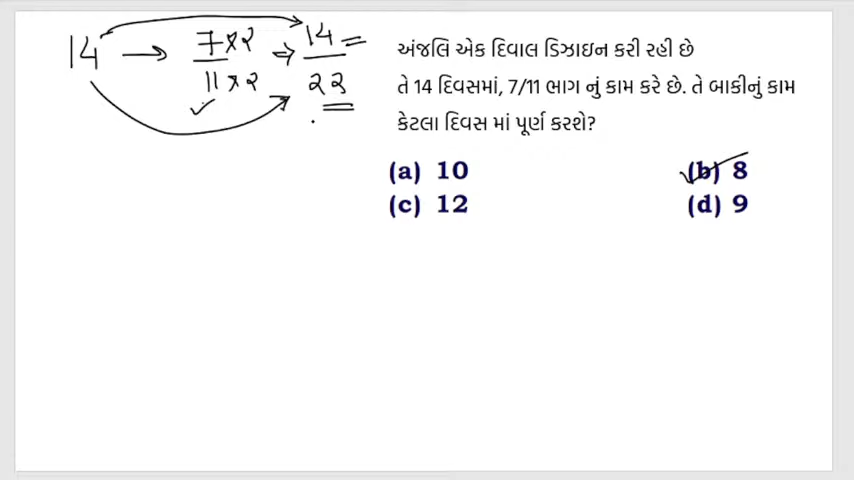 14 → 7×2 ⇒ 14
11×2 22
અંજલિ એક દિવાલ ડિઝાઇન કરી રહી છે
તે 14 દિવસમાં, 7/11 ભાગ નું કામ કરે છે. તે બાકીનું કામ
કેટલા દિવસ માં પૂર્ણ કરશે?
(a) 10 (b) 8
(c) 12 (d) 9